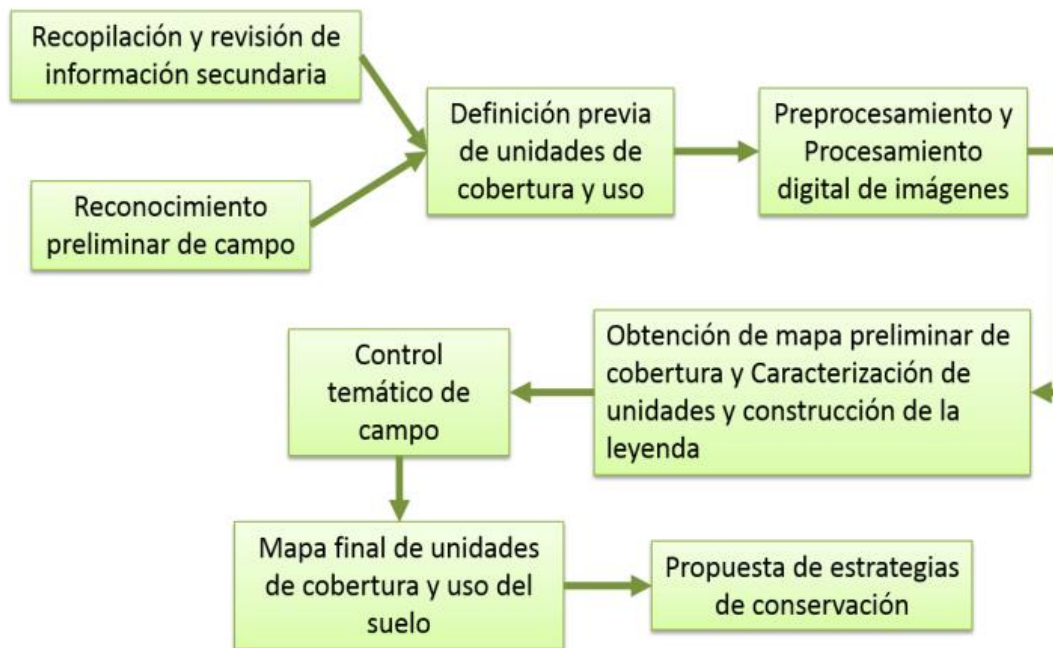 Recopilación y revisión de
información secundaria
Reconocimiento
preliminar de campo
Definición previa
de unidades de
cobertura y uso
Preprocesamiento y
Procesamiento
digital de imágenes
Obtención de mapa preliminar de
cobertura y Caracterización de
unidades y construcción de la
leyenda
Control
temático de
campo
Mapa final de unidades
de cobertura y uso del
suelo
Propuesta de estrategias
de conservación